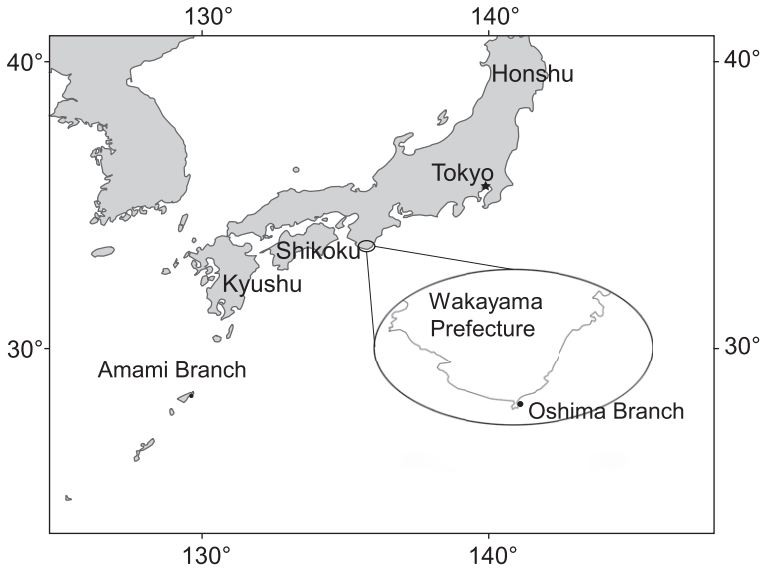 130°
140°
40°
40°
Honshu
Tokyo
Shikoku
Kyushu
Wakayama
Prefecture
30°
30°
Amami Branch
Oshima Branch
130°
140°